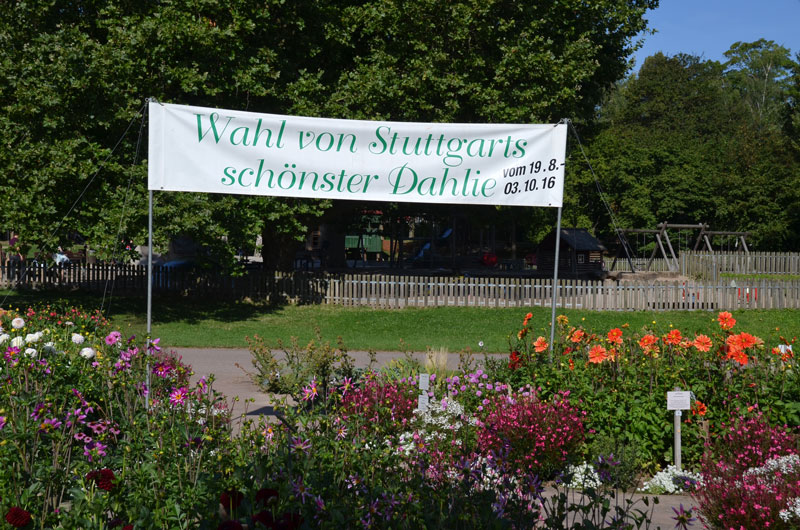 Wahl von Stuttgarts
schönster Dahlie
vom 19.8.-
03.10.16